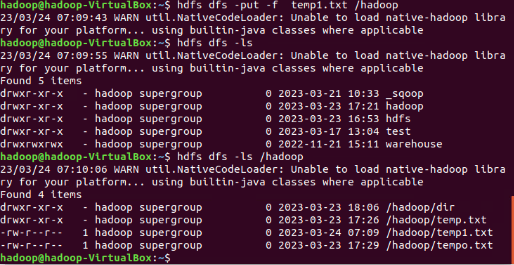 hadoop@hadoop-VirtualBox:~$ hdfs dfs -put -f  temp1.txt /hadoop
23/03/24 07:09:43 WARN util.NativeCodeLoader: Unable to load native-hadoop libra
ry for your platform... using builtin-java classes where applicable
hadoop@hadoop-VirtualBox:~$ hdfs dfs -ls
23/03/24 07:09:59 WARN util.NativeCodeLoader: Unable to load native-hadoop libra
ry for your platform... using builtin-java classes where applicable
Found 5 items
drwxr-xr-x   - hadoop supergroup          0 2023-03-21 10:33 _sqoop
drwxr-xr-x   - hadoop supergroup          0 2023-03-23 17:21 hadoop
drwxr-xr-x   - hadoop supergroup          0 2023-03-23 16:53 hdfs
drwxr-xr-x   - hadoop supergroup          0 2023-03-17 13:04 test
drwxrwxrwx   - hadoop supergroup          0 2022-11-21 15:11 warehouse
hadoop@hadoop-VirtualBox:~$ hdfs dfs -ls /hadoop
23/03/24 07:10:06 WARN util.NativeCodeLoader: Unable to load native-hadoop libra
ry for your platform... using builtin-java classes where applicable
Found 4 items
drwxr-xr-x   - hadoop supergroup          0 2023-03-23 18:06 /hadoop/dir
drwxr-xr-x   - hadoop supergroup          0 2023-03-23 17:26 /hadoop/temp.txt
-rw-r--r--   1 hadoop supergroup          0 2023-03-24 07:09 /hadoop/temp1.txt
-rw-r--r--   1 hadoop supergroup          0 2023-03-23 17:29 /hadoop/tempo.txt
hadoop@hadoop-VirtualBox:~$